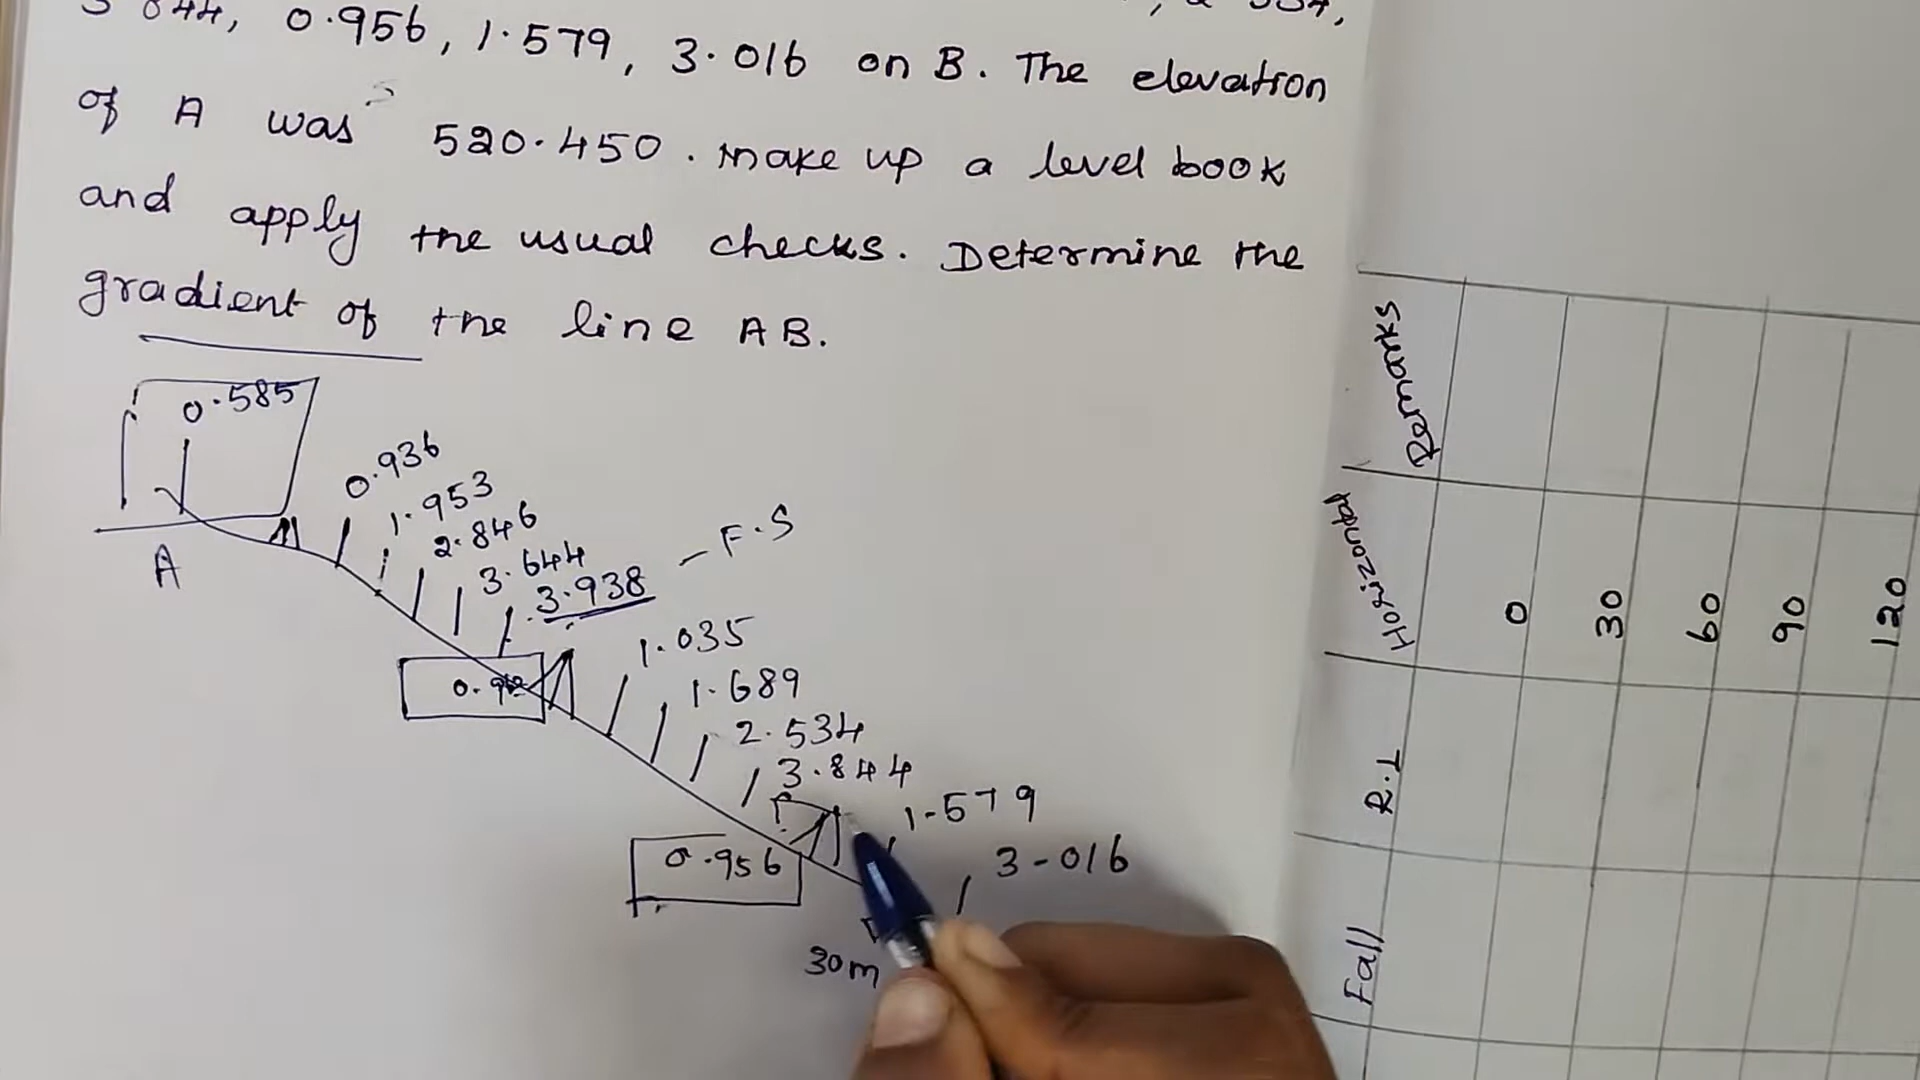 0.956, 1.579, 3.016 on B. The elevation
of A was 520.450. make up a level book
and apply the usual checks. Determine the
gradient of the line AB.
0.585
A
0.936
1.953
2.846
3.644
3.938 - F.S
1.035
1.689
2.534
3.844
0.956
1.579
3-016
30m
Remarks
Horizontal
0
30
60
90
120
R.L
Fall